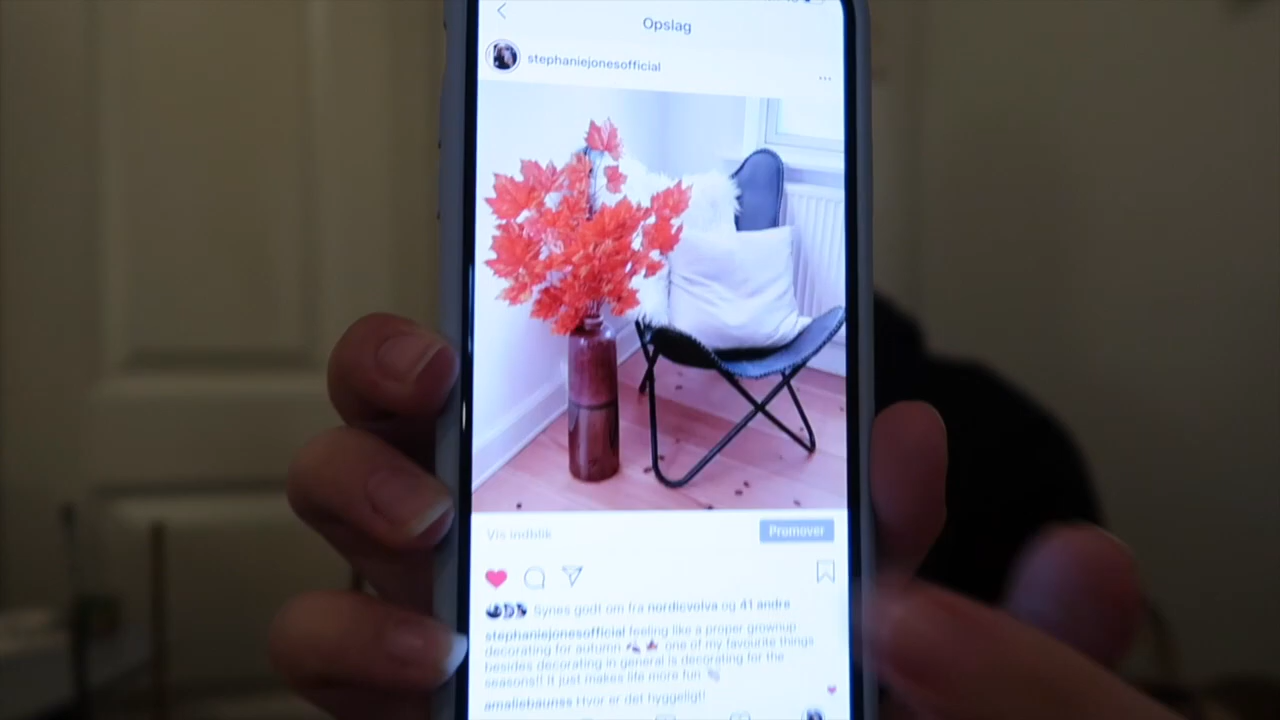 Opslag
stephaniejonesofficial
Vis indblik
Promover
Synes godt om fra nordicvolva og 41 andre
stephaniejonesofficial feeling like a proper grownup
decorating for autumn 🍂 🍁 one of my favourite things
besides decorating in general is decorating for the
seasons!! It just makes life more fun
amaliebaunss Hvor er det hyggeligt!